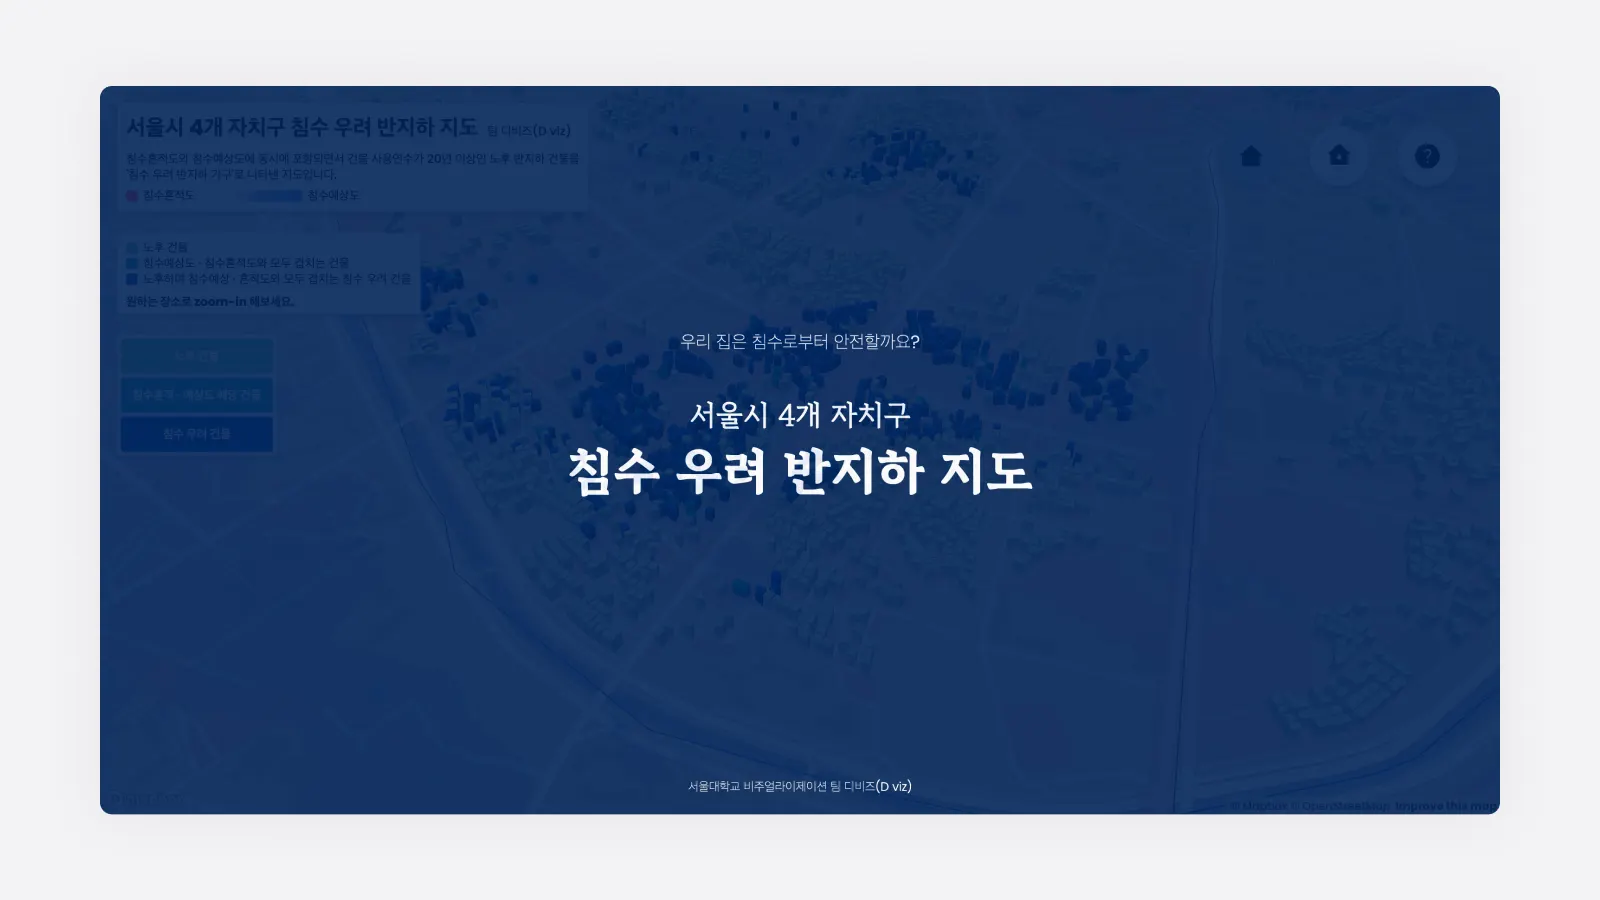 서울시 4개 자치구 침수 우려 반지하 지도 팀 디비즈(D viz)
침수흔적도와 침수예상도에 동시에 포함되면서 건물 사용연수가 20년 이상인 노후 반지하 건물을
'침수 우려 반지하 가구'로 나타낸 지도입니다.
침수흔적도 침수예상도
노후 건물
침수예상도 · 침수흔적도와 모두 겹치는 건물
노후하며 침수예상 · 흔적도와 모두 겹치는 침수 우려 건물
원하는 장소로 zoom-in 해보세요.
노후 건물
침수흔적 · 예상도 해당 건물
침수 우려 건물
우리 집은 침수로부터 안전할까요?
서울시 4개 자치구
침수 우려 반지하 지도
서울대학교 비주얼라이제이션 팀 디비즈(D viz)
© Mapbox © OpenStreetMap Improve this map